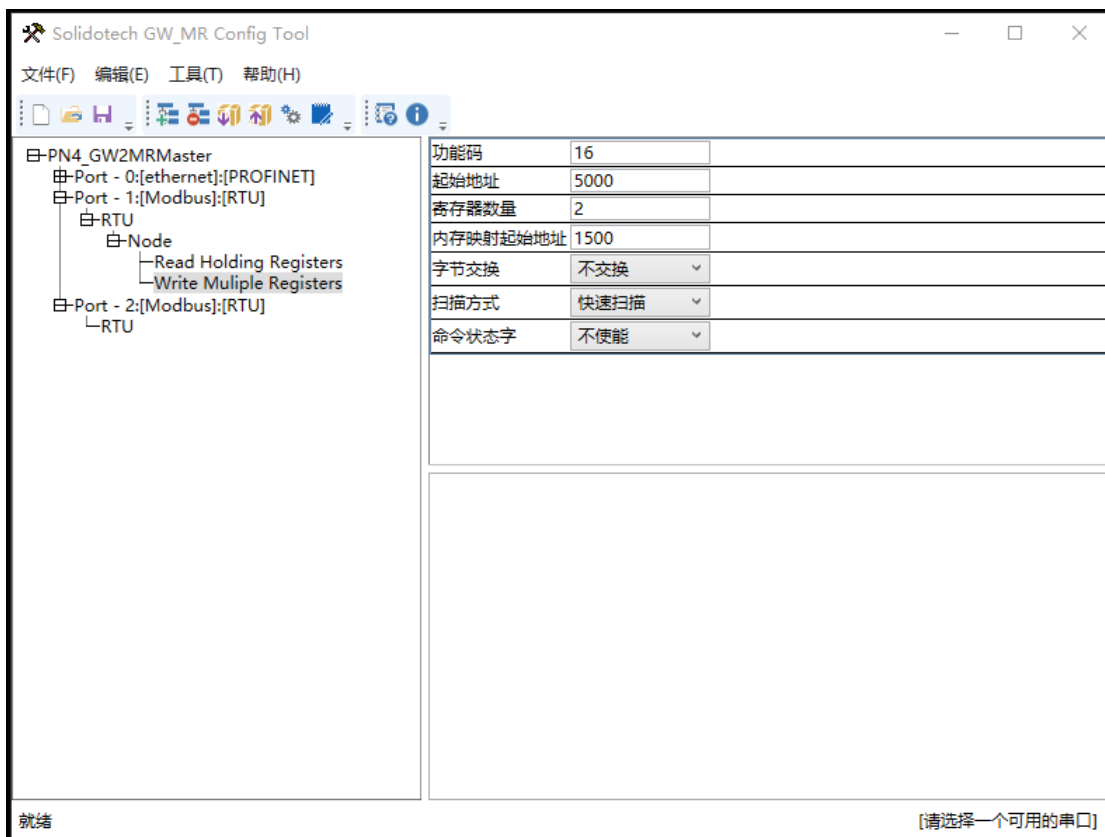 Solidotech GW_MR Config Tool
文件(F) 编辑(E) 工具(T) 帮助(H)
PN4_GW2MRMaster
Port - 0:[ethernet]:[PROFINET]
Port - 1:[Modbus]:[RTU]
RTU
Node
Read Holding Registers
Write Muliple Registers
Port - 2:[Modbus]:[RTU]
RTU
功能码 16
起始地址 5000
寄存器数量 2
内存映射起始地址 1500
字节交换 不交换
扫描方式 快速扫描
命令状态字 不使能
就绪
[请选择一个可用的串口]